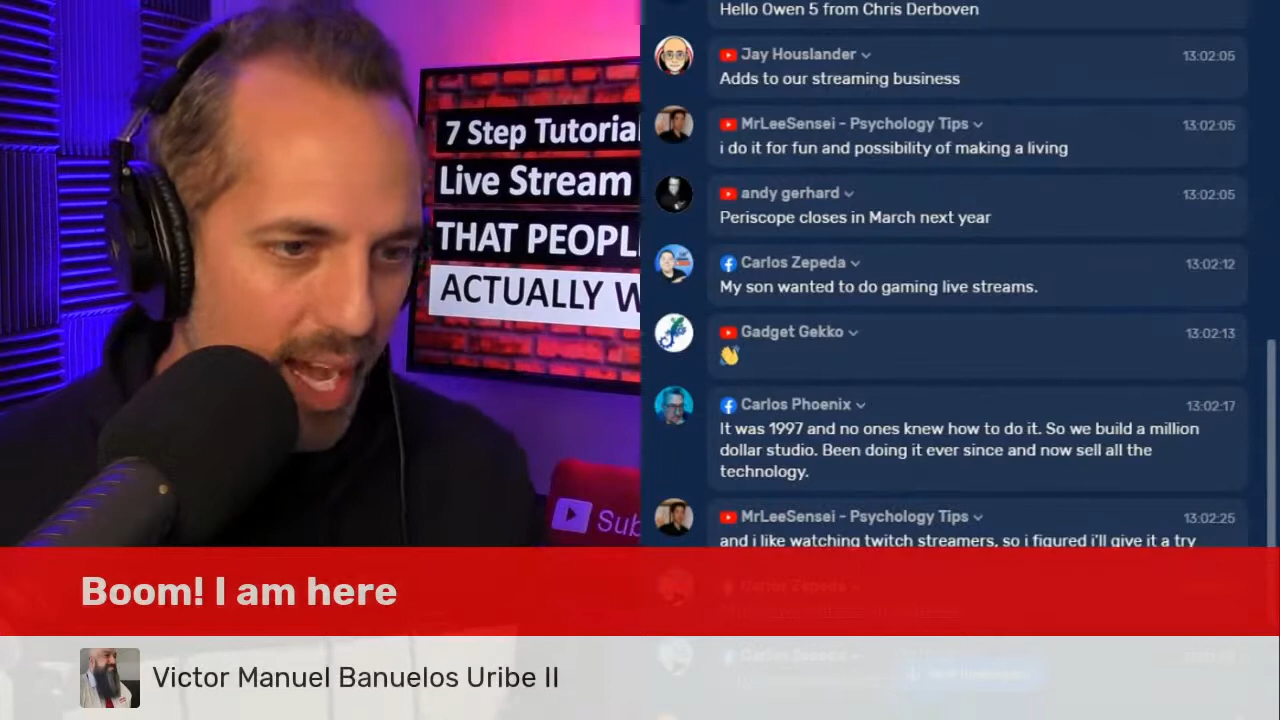 7 Step Tutoria
Live Stream
THAT PEOPL
ACTUALLY W
Sub
Hello Owen 5 from Chris Derboven
Jay Houslander 13:02:05
Adds to our streaming business
MrLeeSensei - Psychology Tips 13:02:05
i do it for fun and possibility of making a living
andy gerhard 13:02:05
Periscope closes in March next year
Carlos Zepeda 13:02:12
My son wanted to do gaming live streams.
Gadget Gekko 13:02:13
👋
Carlos Phoenix 13:02:17
It was 1997 and no ones knew how to do it. So we build a million
dollar studio. Been doing it ever since and now sell all the
technology.
MrLeeSensei - Psychology Tips 13:02:25
and i like watching twitch streamers, so i figured i'll give it a try
Carlos Zepeda
Boom! I am here
Victor Manuel Banuelos Uribe II